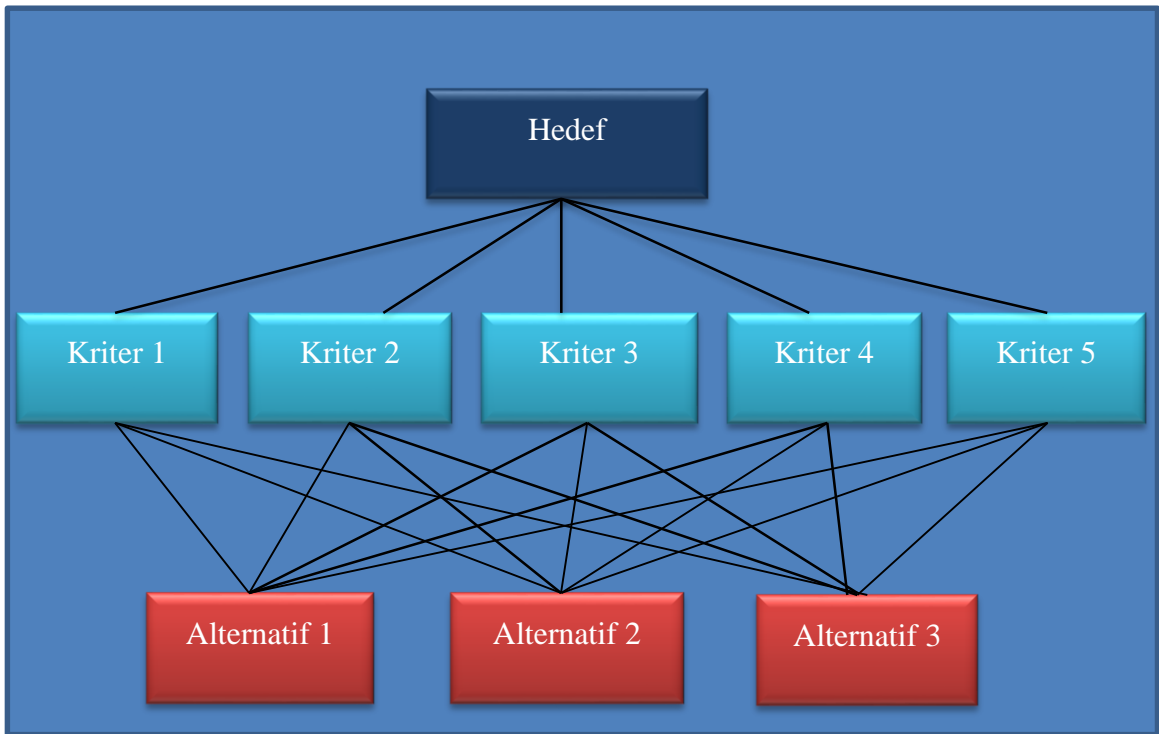 Hedef
Kriter 1
Kriter 2
Kriter 3
Kriter 4
Kriter 5
Alternatif 1
Alternatif 2
Alternatif 3